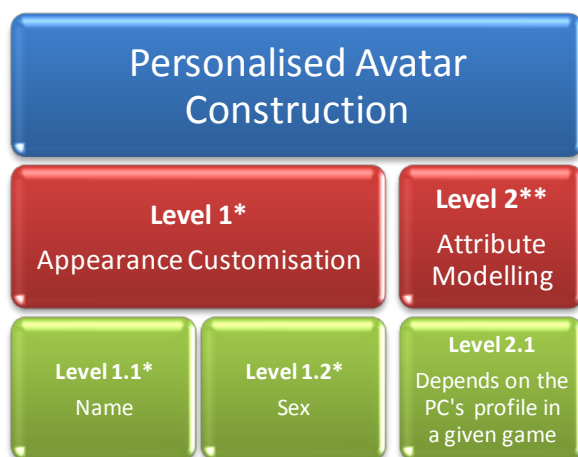 Personalised Avatar
Construction
Level 1*
Appearance Customisation
Level 2**
Attribute
Modelling
Level 1.1*
Name
Level 1.2*
Sex
Level 2.1
Depends on the
PC's profile in
a given game